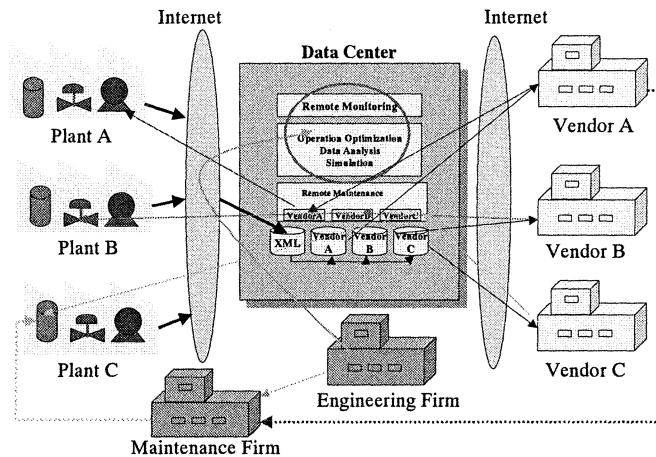 Internet
Internet
Data Center
Remote Monitoring
Operation Optimization
Data Analysis
Simulation
Remote Maintenance
VendorA
VendorB
VendorC
XML
Vendor
A
Vendor
B
Vendor
C
Plant A
Plant B
Plant C
Vendor A
Vendor B
Vendor C
Engineering Firm
Maintenance Firm